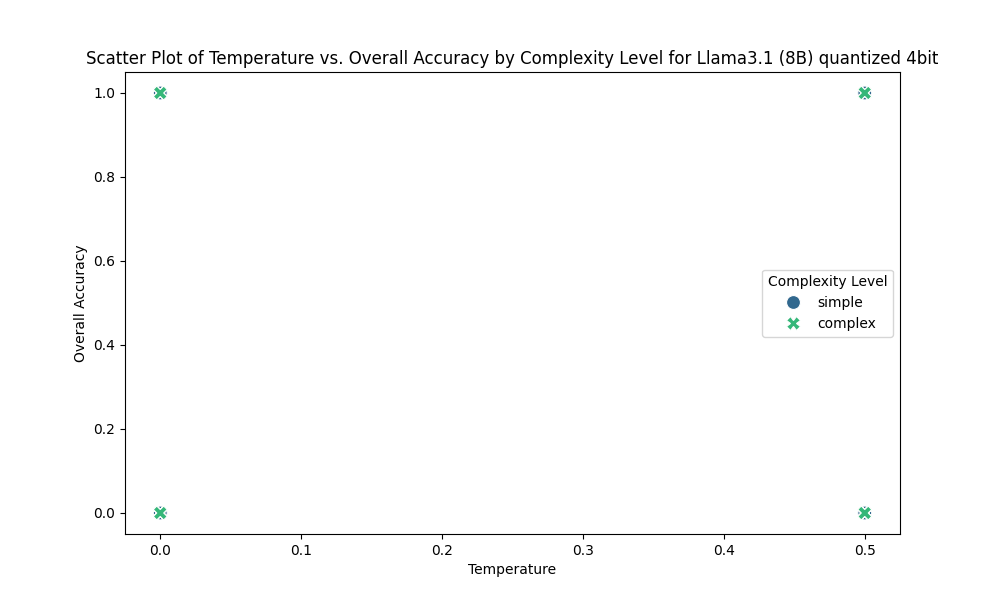 Scatter Plot of Temperature vs. Overall Accuracy by Complexity Level for Llama3.1 (8B) quantized 4bit
1.0
0.8
0.6
0.4
0.2
0.0
Overall Accuracy
Complexity Level
simple
complex
0.0 0.1 0.2 0.3 0.4 0.5
Temperature